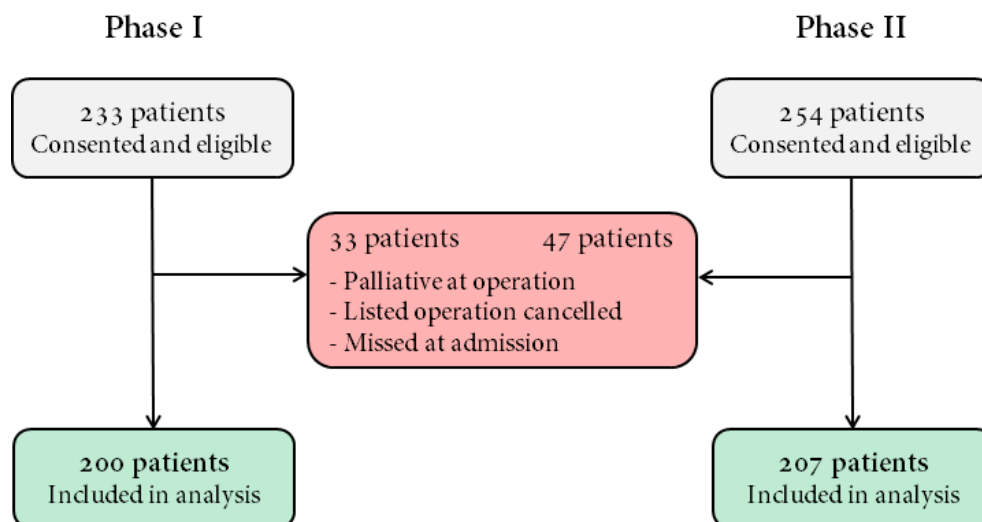 Phase I
Phase II
233 patients
Consented and eligible
254 patients
Consented and eligible
33 patients 47 patients
- Palliative at operation
- Listed operation cancelled
- Missed at admission
200 patients
Included in analysis
207 patients
Included in analysis